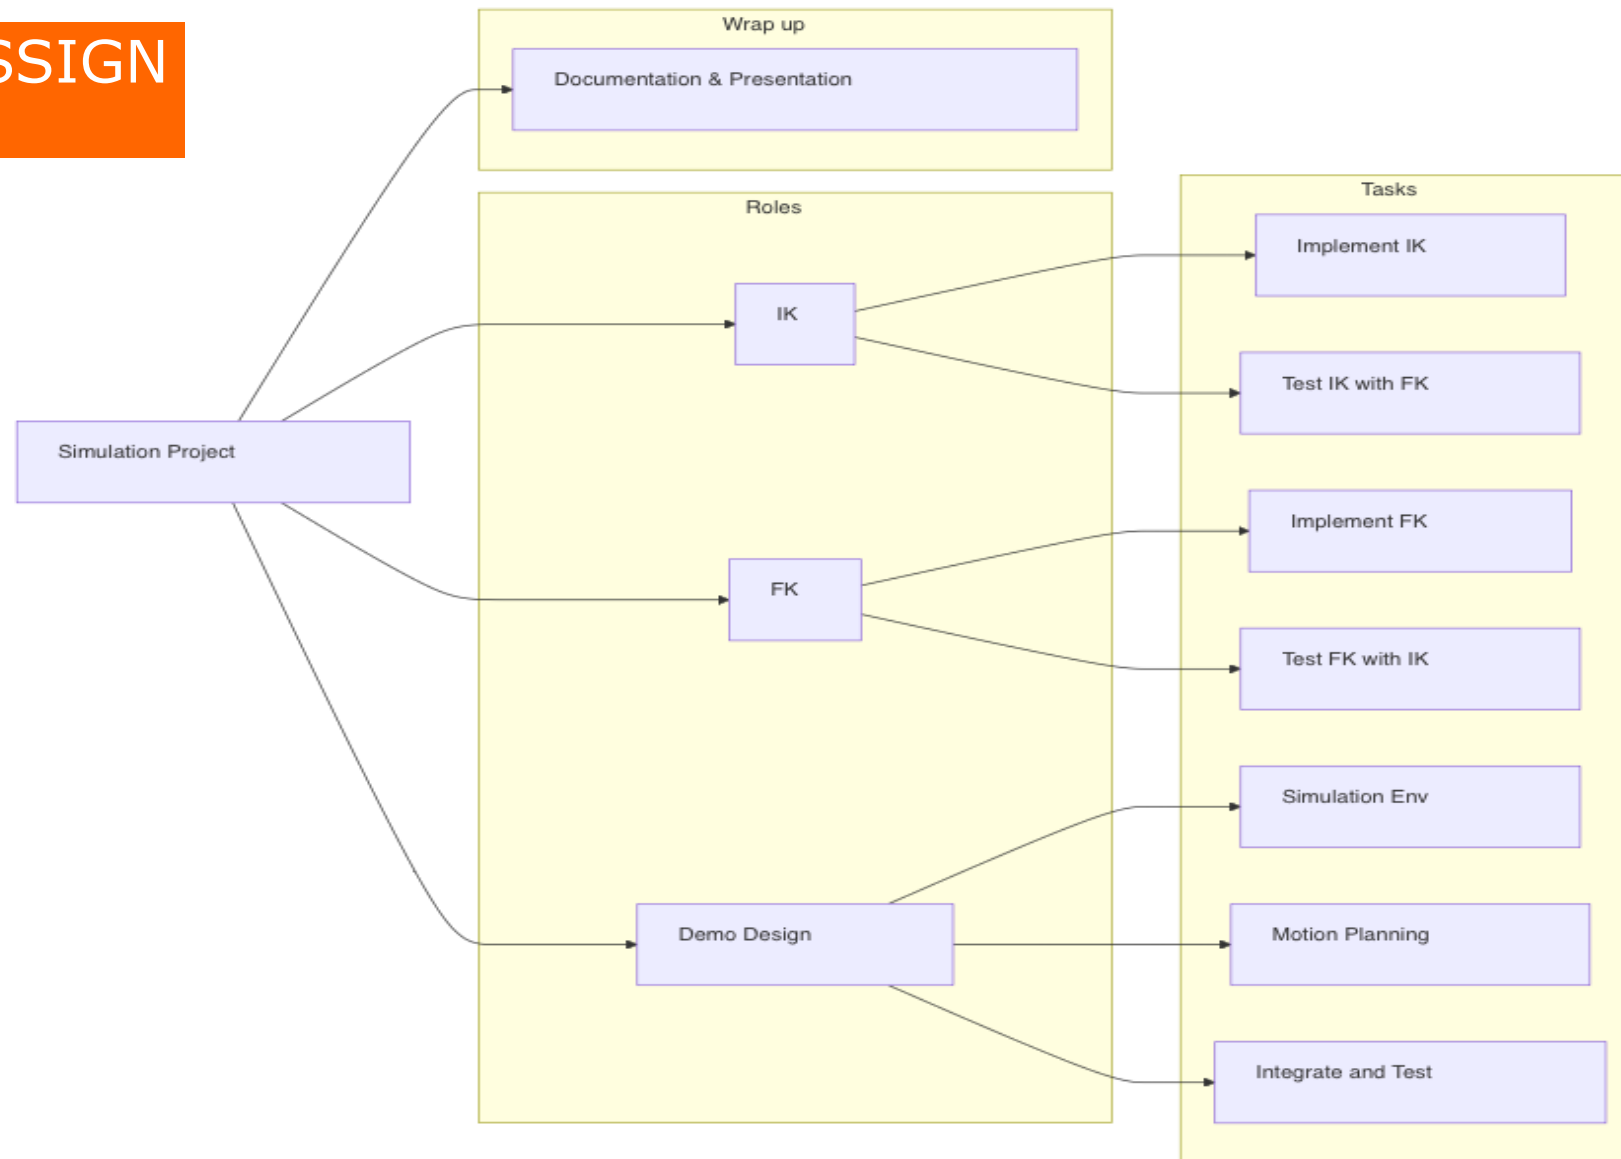 SSIGN
Wrap up
Documentation & Presentation
Roles
Tasks
Implement IK
IK
Test IK with FK
Simulation Project
Implement FK
FK
Test FK with IK
Simulation Env
Demo Design
Motion Planning
Integrate and Test